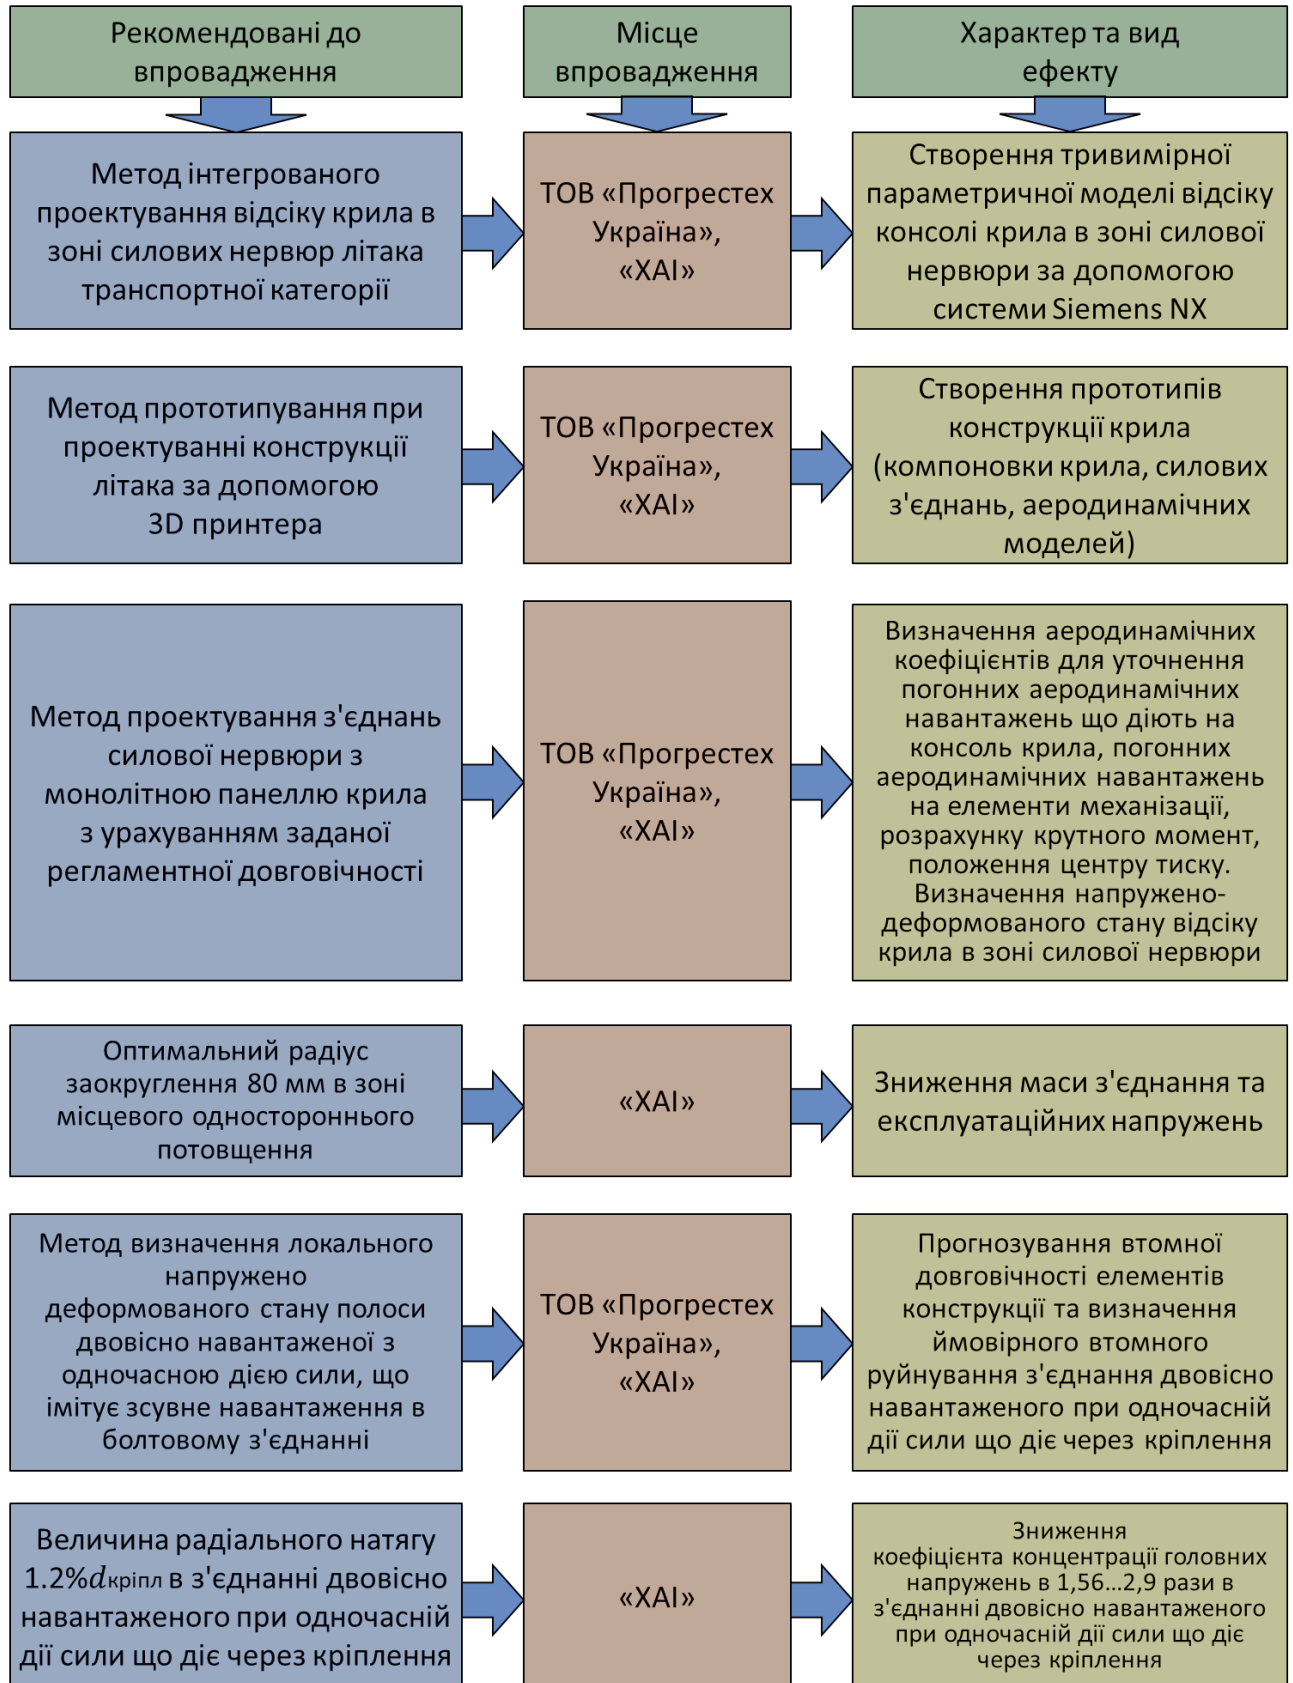 Рекомендовані до
впровадження
Місце
впровадження
Характер та вид
ефекту
Метод інтегрованого
проектування відсіку крила в
зоні силових нервюр літака
транспортної категорії
ТОВ «Прогрестех
Україна»,
«ХАІ»
Створення тривимірної
параметричної моделі відсіку
консолі крила в зоні силової
нервюри за допомогою
системи Siemens NX
Метод прототипування при
проектуванні конструкції
літака за допомогою
3D принтера
ТОВ «Прогрестех
Україна»,
«ХАІ»
Створення прототипів
конструкції крила
(компоновки крила, силових
з'єднань, аеродинамічних
моделей)
Метод проектування з'єднань
силової нервюри з
монолітною панеллю крила
з урахуванням заданої
регламентної довговічності
ТОВ «Прогрестех
Україна»,
«ХАІ»
Визначення аеродинамічних
коефіцієнтів для уточнення
погонних аеродинамічних
навантажень що діють на
консоль крила, погонних
аеродинамічних навантажень
на елементи механізації,
розрахунку крутного момент,
положення центру тиску.
Визначення напружено-
деформованого стану відсіку
крила в зоні силової нервюри
Оптимальний радіус
заокруглення 80 мм в зоні
місцевого одностороннього
потовщення
«ХАІ»
Зниження маси з'єднання та
експлуатаційних напружень
Метод визначення локального
напружено
деформованого стану полоси
двовісно навантаженої з
одночасною дією сили, що
імітує зсувне навантаження в
болтовому з'єднанні
ТОВ «Прогрестех
Україна»,
«ХАІ»
Прогнозування втомної
довговічності елементів
конструкції та визначення
ймовірного втомного
руйнування з'єднання двовісно
навантаженого при одночасній
дії сили що діє через кріплення
Величина радіального натягу
1.2%dкріпл в з'єднанні двовісно
навантаженого при одночасній
дії сили що діє через кріплення
«ХАІ»
Зниження
коефіцієнта концентрації головних
напружень в 1,56...2,9 рази в
з'єднанні двовісно навантаженого
при одночасній дії сили що діє
через кріплення